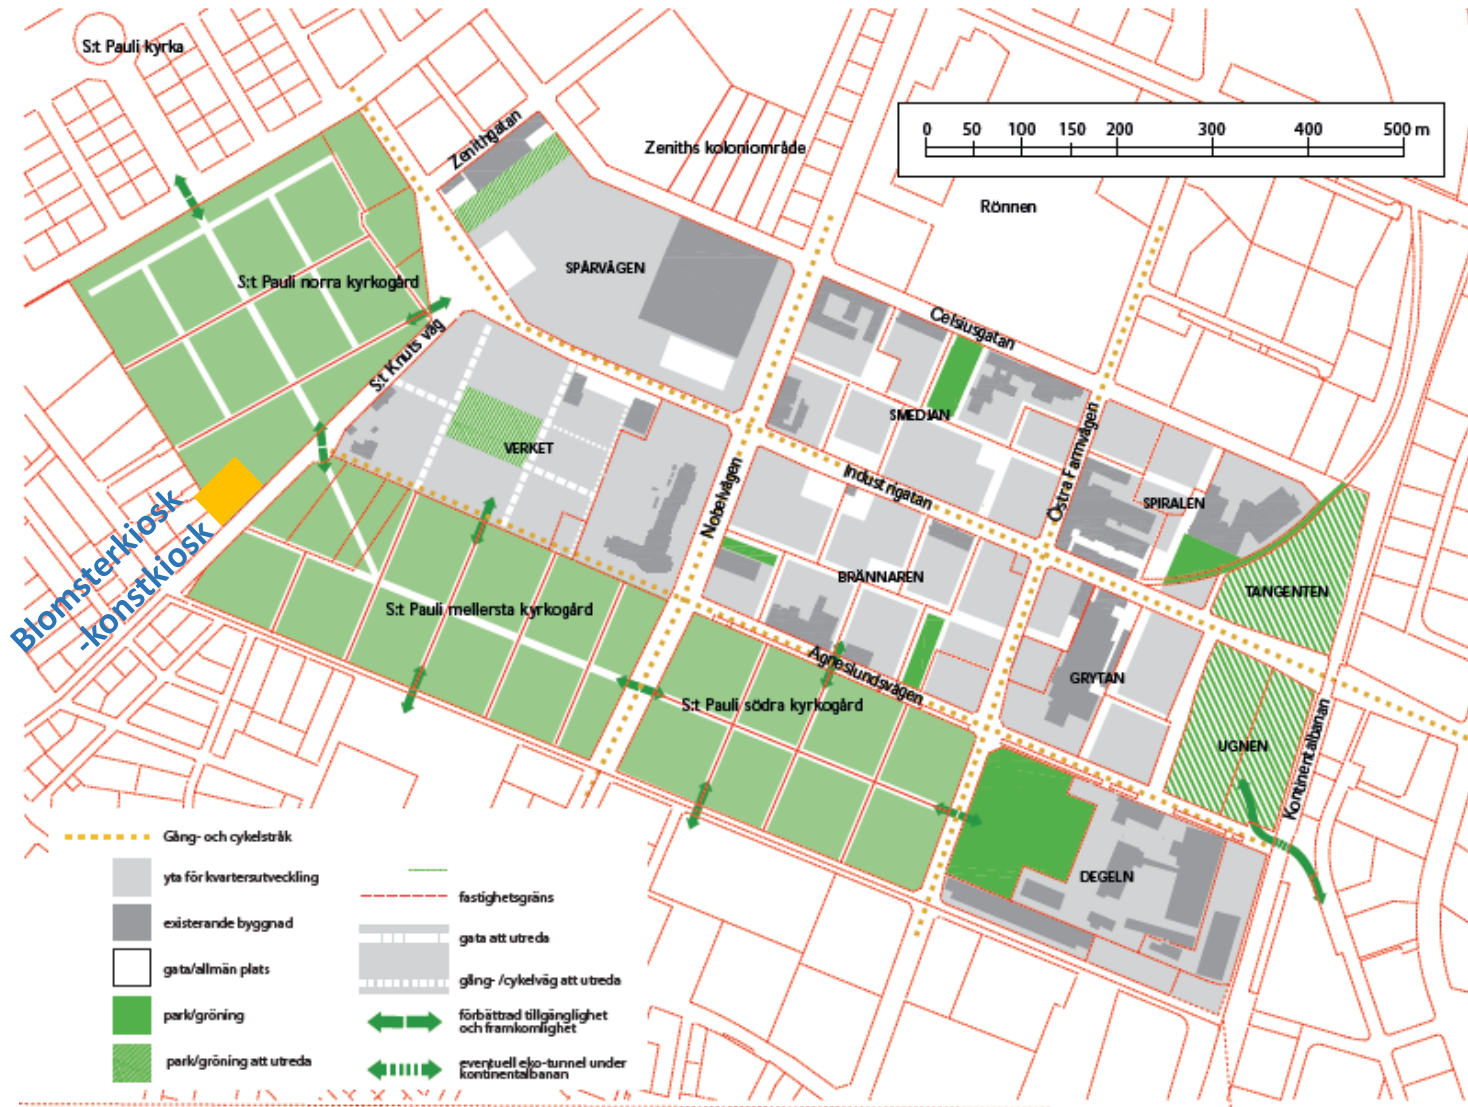 S:t Pauli kyrka
Zenithgatan
Zeniths koloniområde
0 50 100 150 200 300 400 500 m
Rönnen
S:t Pauli norra kyrkogård
SPÅRVÄGEN
Celsiusgatan
S:t Knuts väg
SMEDJAN
VERKET
Östra Farmvägen
Industrigatan
Nobelvägen
SPIRALEN
Blomsterkiosk
-konstkiosk
BRÄNNAREN
TANGENTEN
S:t Pauli mellersta kyrkogård
Agneslundsvägen
GRYTAN
S:t Pauli södra kyrkogård
UGNEN
Kontinentalbanan
DEGELN
Gång- och cykelstråk
yta för kvartersutveckling
existerande byggnad
gata/allmän plats
park/gröning
park/gröning att utreda
fastighetsgräns
gata att utreda
gång- /cykelväg att utreda
förbättrad tillgänglighet
och framkomlighet
eventuell eko-tunnel under
kontinentalbanan